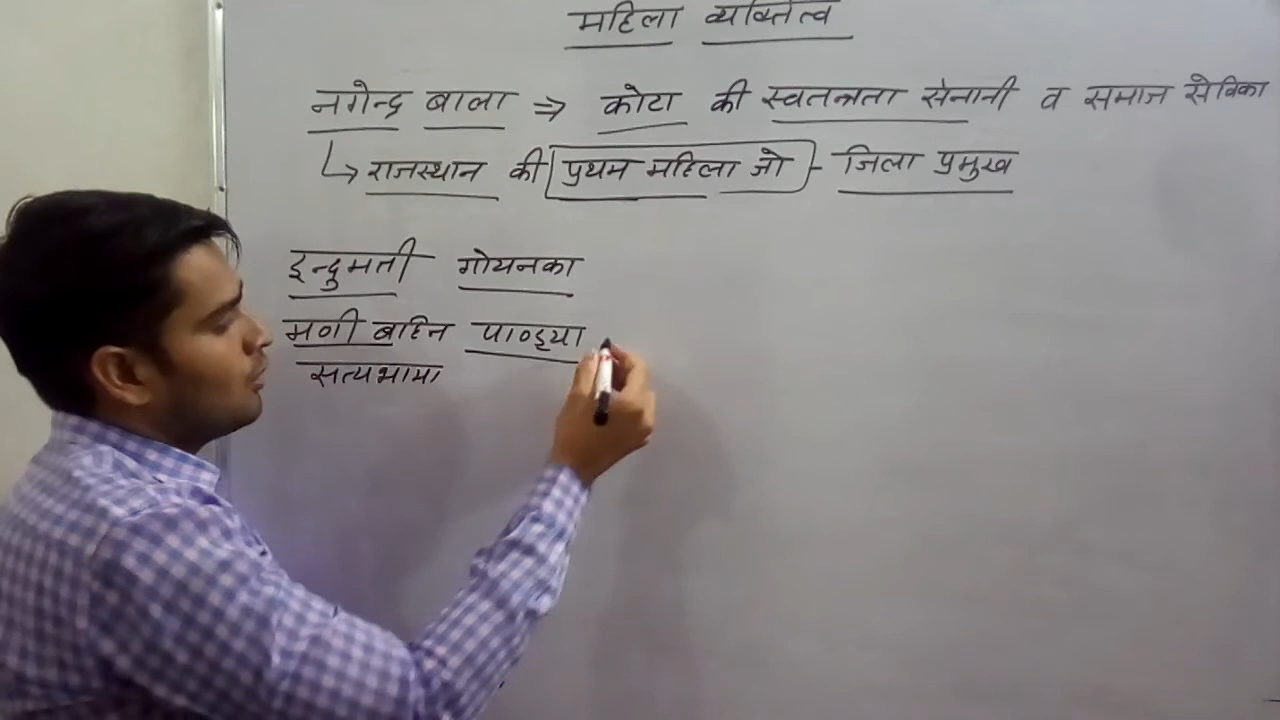 महिला व्यक्तित्व
नगेन्द्र बाला ⇒ कोटा की स्वतन्त्रता सेनानी व समाज सेविका
↳ राजस्थान की प्रथम महिला जो - जिला प्रमुख
इन्दुमती गोयनका
मणी बहिन पाण्ड्या
सत्यभामा